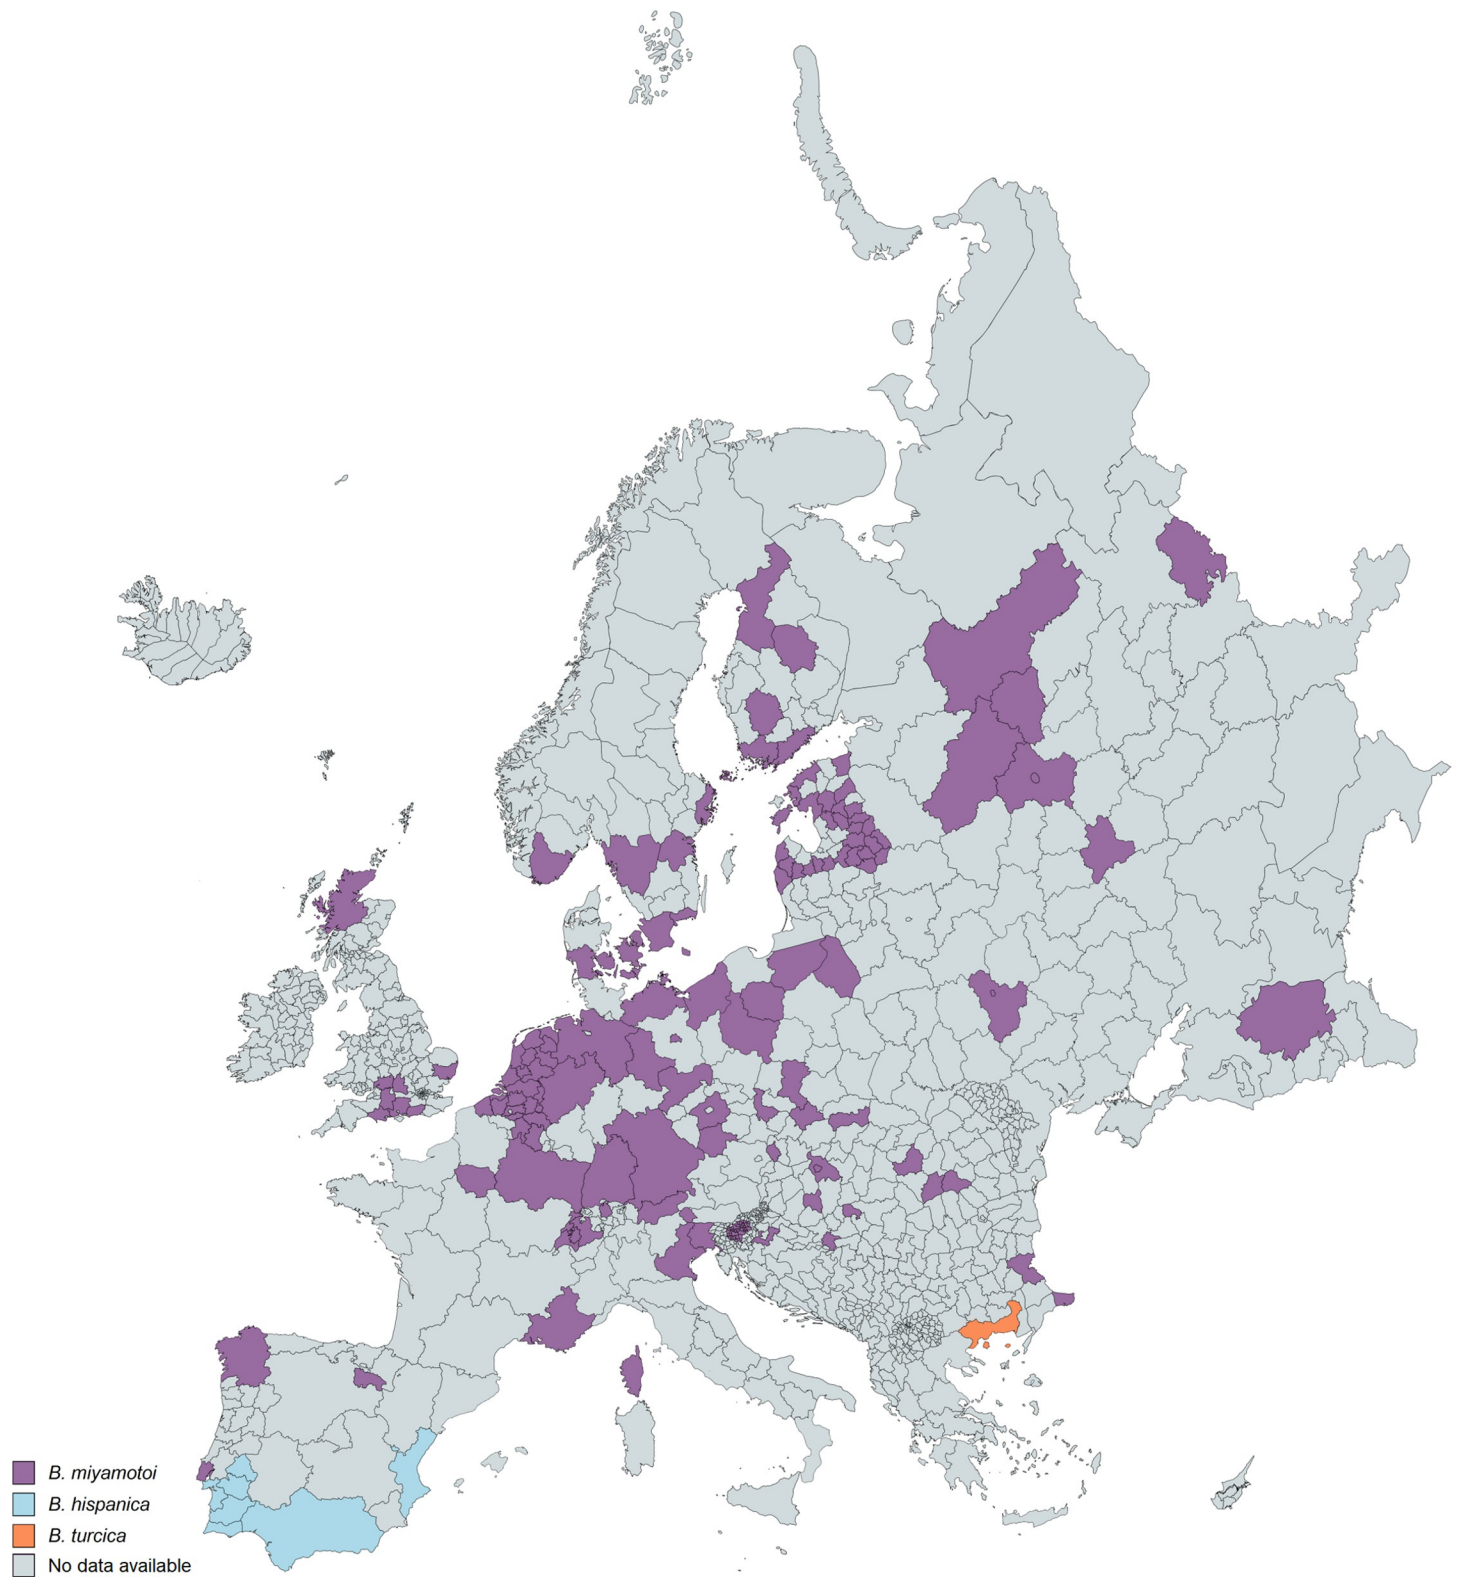 B. miyamotoi
B. hispanica
B. turcica
No data available